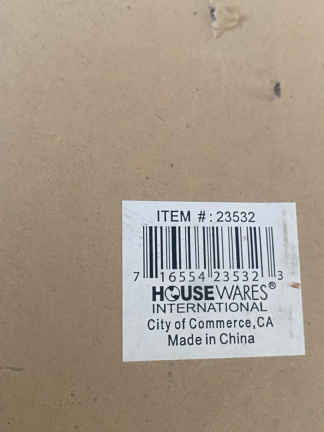 ITEM #: 23532
7 16554 23532 3
HOUSEWARES®
INTERNATIONAL
City of Commerce, CA
Made in China